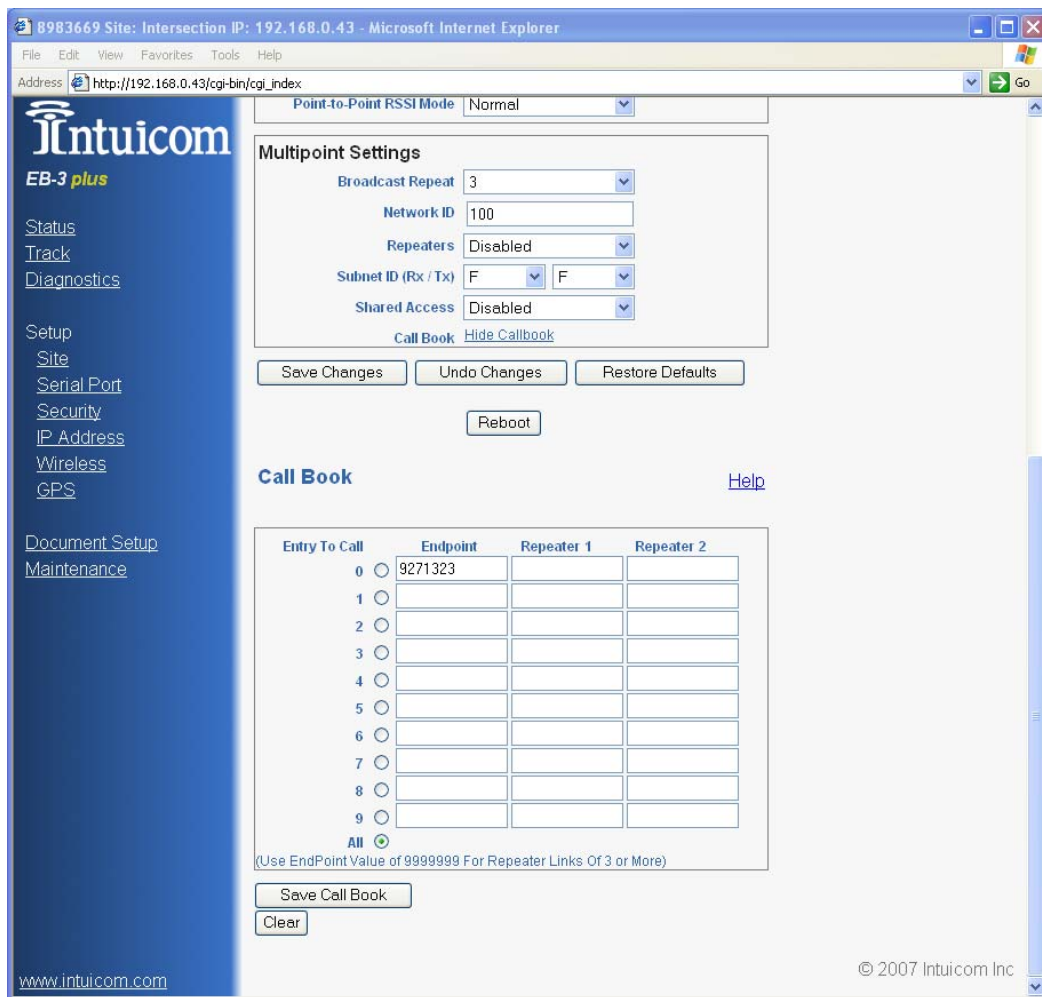 8983669 Site: Intersection IP: 192.168.0.43 - Microsoft Internet Explorer
File Edit View Favorites Tools Help
Address http://192.168.0.43/cgi-bin/cgi_index Go
Intuicom
EB-3 plus
Status
Track
Diagnostics
Setup
Site
Serial Port
Security
IP Address
Wireless
GPS
Document Setup
Maintenance
www.intuicom.com
Point-to-Point RSSI Mode Normal
Multipoint Settings
Broadcast Repeat 3
Network ID 100
Repeaters Disabled
Subnet ID (Rx / Tx) F F
Shared Access Disabled
Call Book Hide Callbook
Save Changes Undo Changes Restore Defaults
Reboot
Call Book Help
Entry To Call Endpoint Repeater 1 Repeater 2
0 9271323
1
2
3
4
5
6
7
8
9
All
(Use EndPoint Value of 9999999 For Repeater Links Of 3 or More)
Save Call Book
Clear
© 2007 Intuicom Inc